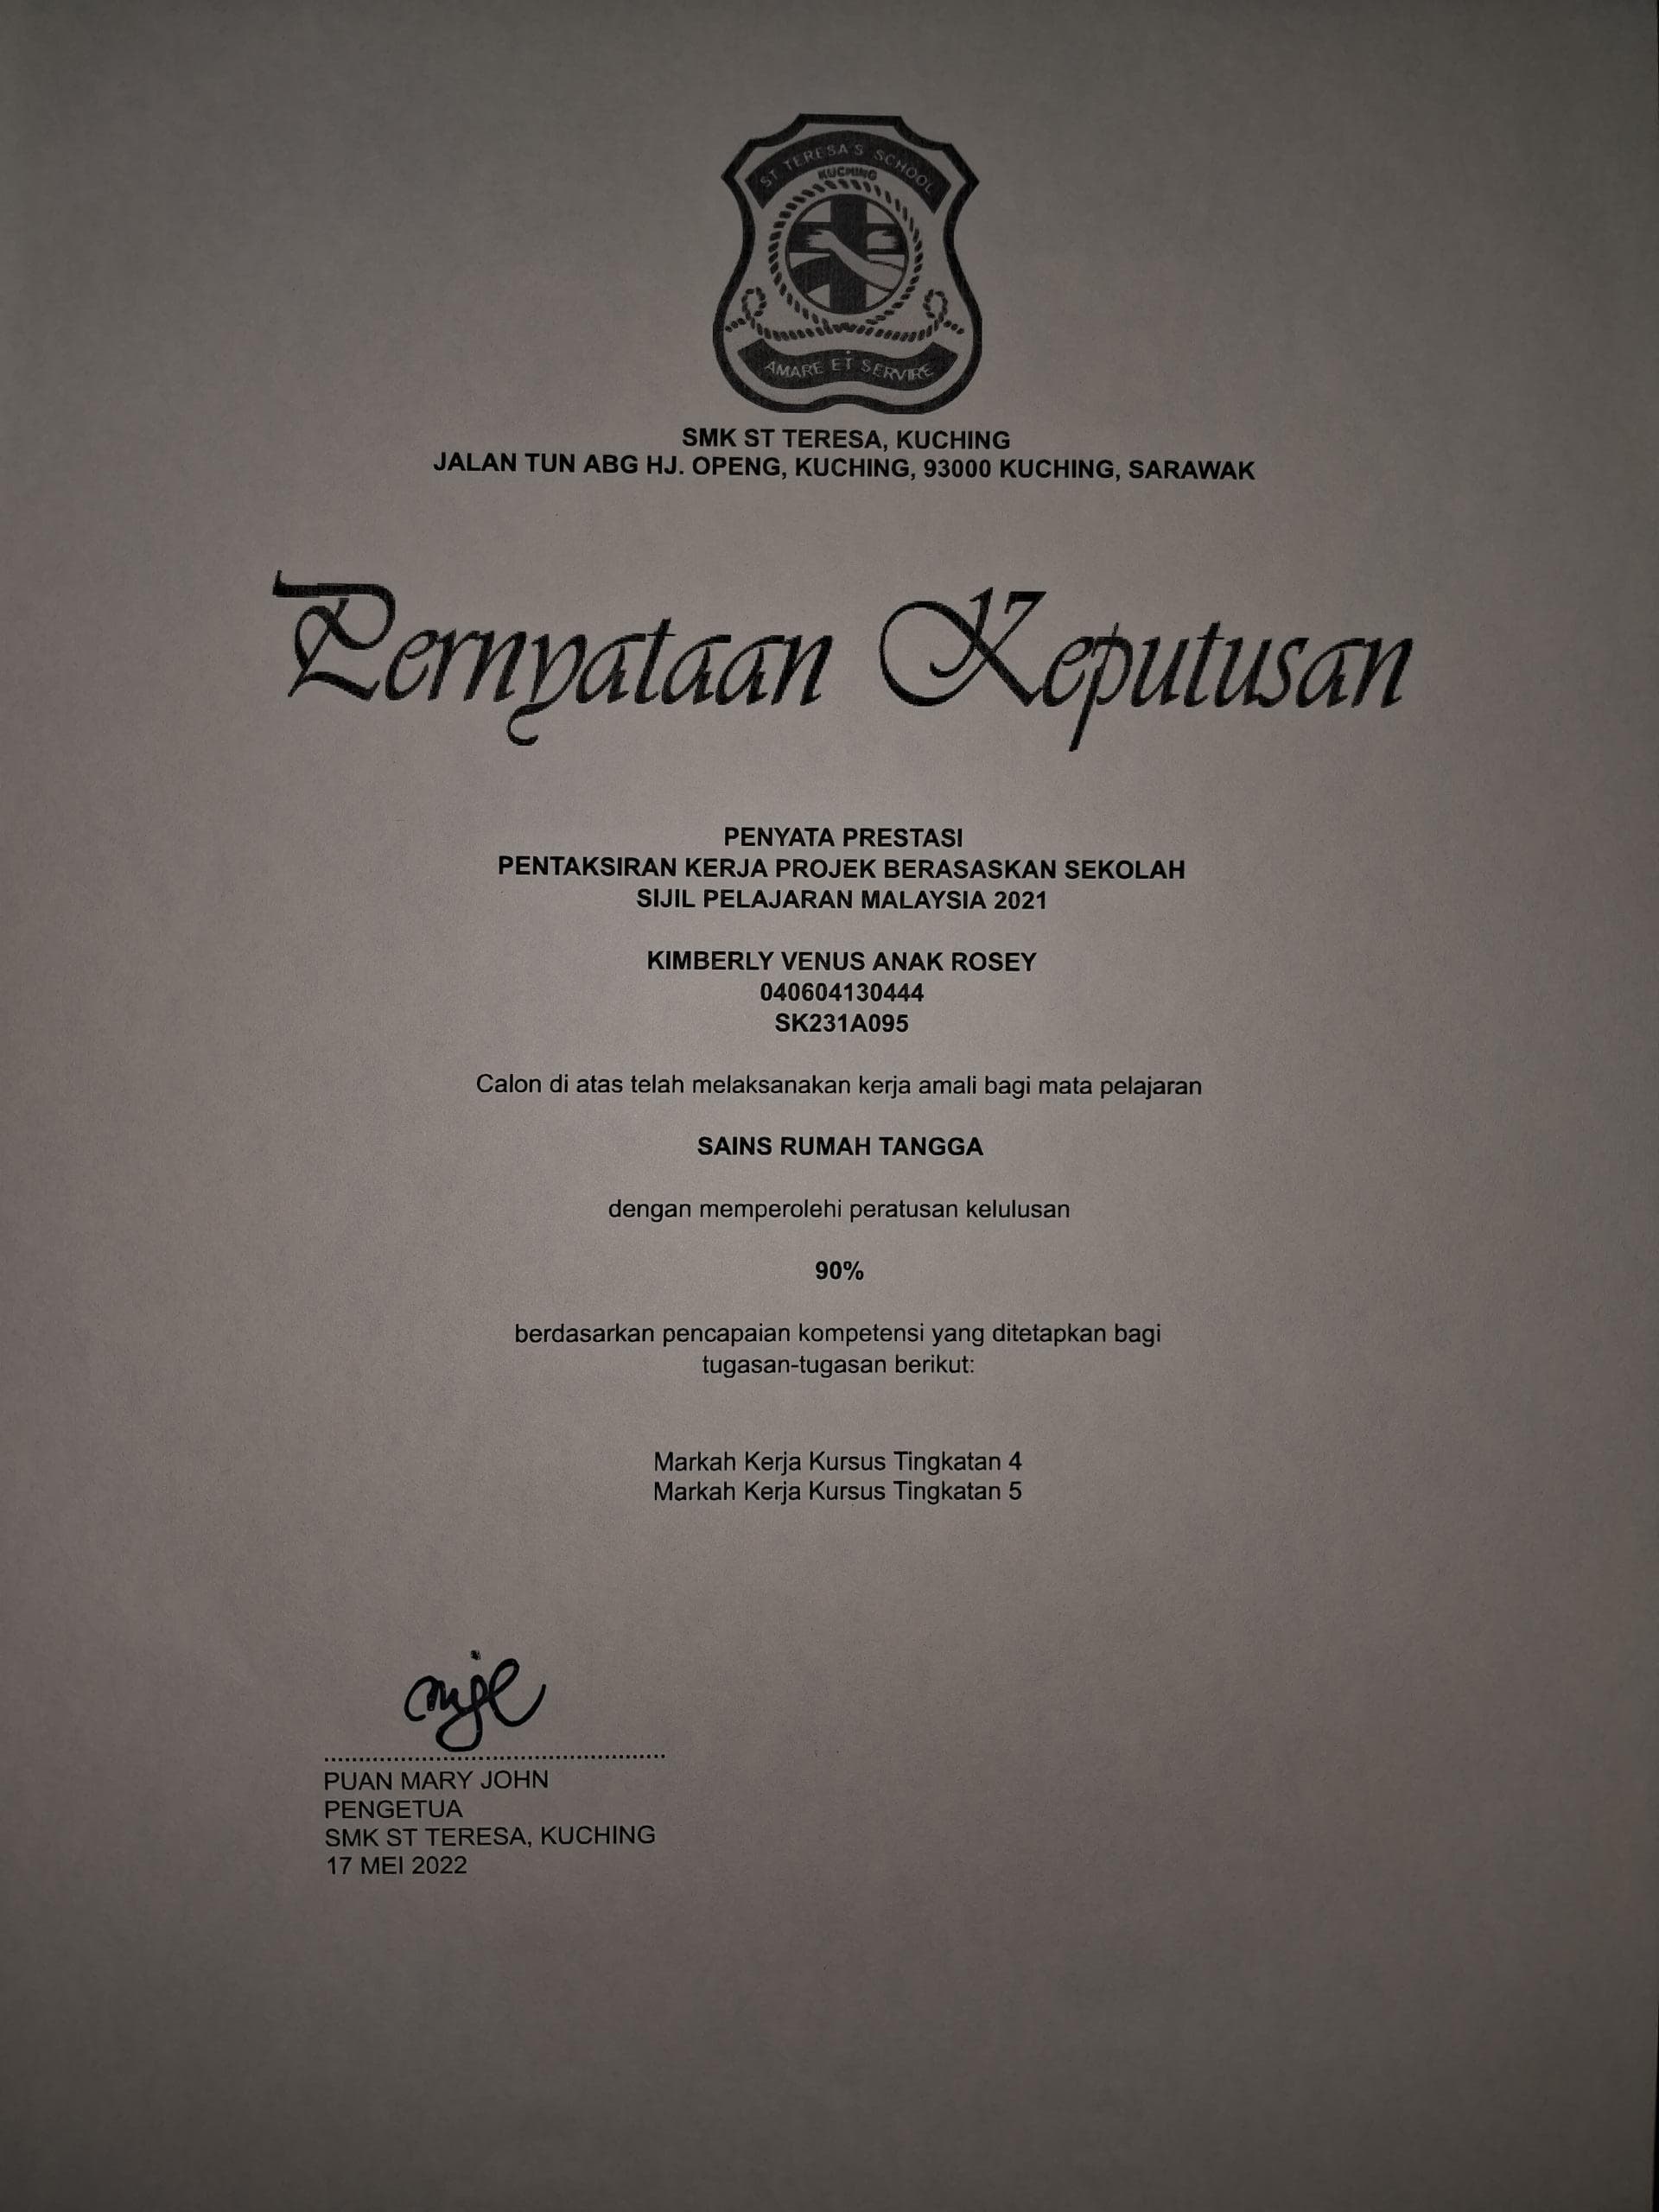 ST TERESA'S SCHOOL
KUCHING
AMARE ET SERVIRE
SMK ST TERESA, KUCHING
JALAN TUN ABG HJ. OPENG, KUCHING, 93000 KUCHING, SARAWAK
Pernyataan Keputusan
PENYATA PRESTASI
PENTAKSIRAN KERJA PROJEK BERASASKAN SEKOLAH
SIJIL PELAJARAN MALAYSIA 2021
KIMBERLY VENUS ANAK ROSEY
040604130444
SK231A095
Calon di atas telah melaksanakan kerja amali bagi mata pelajaran
SAINS RUMAH TANGGA
dengan memperolehi peratusan kelulusan
90%
berdasarkan pencapaian kompetensi yang ditetapkan bagi
tugasan-tugasan berikut:
Markah Kerja Kursus Tingkatan 4
Markah Kerja Kursus Tingkatan 5
PUAN MARY JOHN
PENGETUA
SMK ST TERESA, KUCHING
17 MEI 2022